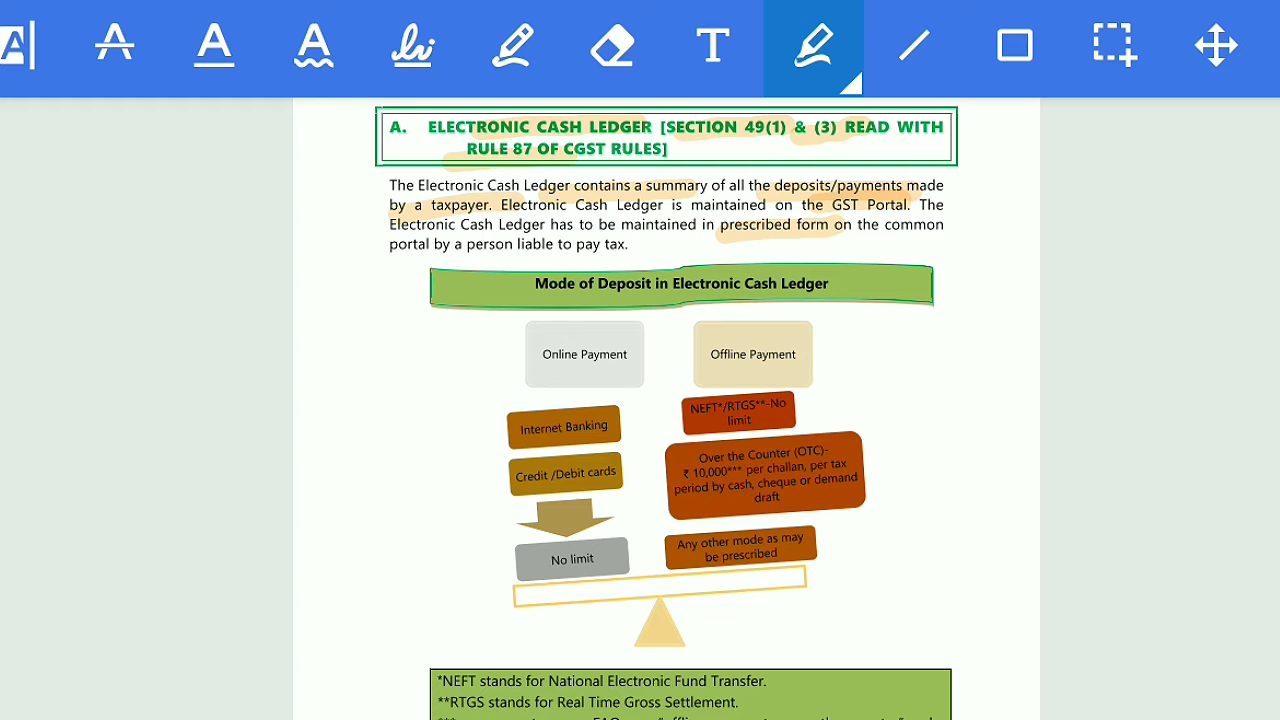 A. ELECTRONIC CASH LEDGER [SECTION 49(1) & (3) READ WITH
RULE 87 OF CGST RULES]
The Electronic Cash Ledger contains a summary of all the deposits/payments made
by a taxpayer. Electronic Cash Ledger is maintained on the GST Portal. The
Electronic Cash Ledger has to be maintained in prescribed form on the common
portal by a person liable to pay tax.
Mode of Deposit in Electronic Cash Ledger
Online Payment
Internet Banking
Credit /Debit cards
No limit
Offline Payment
NEFT*/RTGS**-No
limit
Over the Counter (OTC)-
₹ 10,000*** per challan, per tax
period by cash, cheque or demand
draft
Any other mode as may
be prescribed
*NEFT stands for National Electronic Fund Transfer.
**RTGS stands for Real Time Gross Settlement.